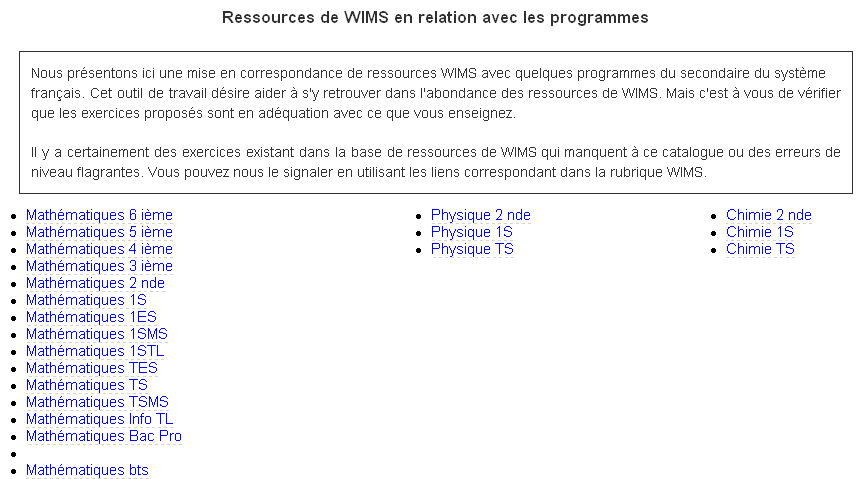 Ressources de WIMS en relation avec les programmes
Nous présentons ici une mise en correspondance de ressources WIMS avec quelques programmes du secondaire du système
français. Cet outil de travail désire aider à s'y retrouver dans l'abondance des ressources de WIMS. Mais c'est à vous de vérifier
que les exercices proposés sont en adéquation avec ce que vous enseignez.
Il y a certainement des exercices existant dans la base de ressources de WIMS qui manquent à ce catalogue ou des erreurs de
niveau flagrantes. Vous pouvez nous le signaler en utilisant les liens correspondant dans la rubrique WIMS.
Mathématiques 6 ième
Mathématiques 5 ième
Mathématiques 4 ième
Mathématiques 3 ième
Mathématiques 2 nde
Mathématiques 1S
Mathématiques 1ES
Mathématiques 1SMS
Mathématiques 1STL
Mathématiques TES
Mathématiques TS
Mathématiques TSMS
Mathématiques Info TL
Mathématiques Bac Pro
Mathématiques bts
Physique 2 nde
Physique 1S
Physique TS
Chimie 2 nde
Chimie 1S
Chimie TS